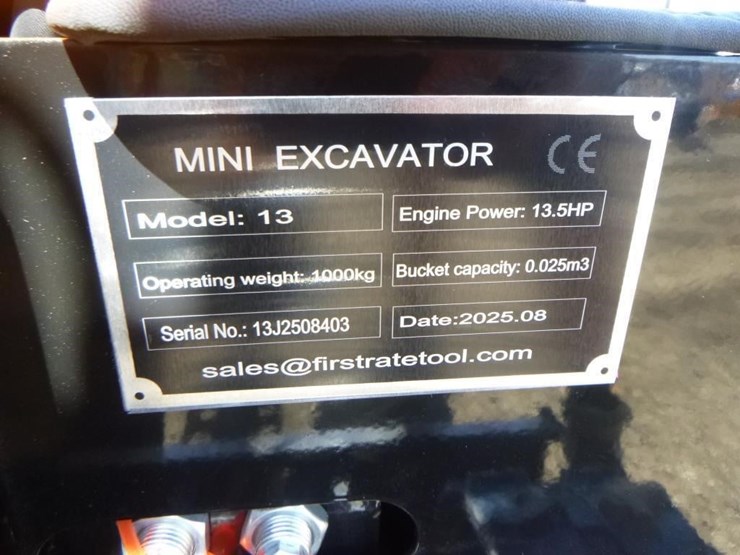 MINI EXCAVATOR CE
Model: 13
Engine Power: 13.5HP
Operating weight: 1000kg
Bucket capacity: 0.025m3
Serial No.: 13J2508403
Date:2025.08
sales@firstratetool.com